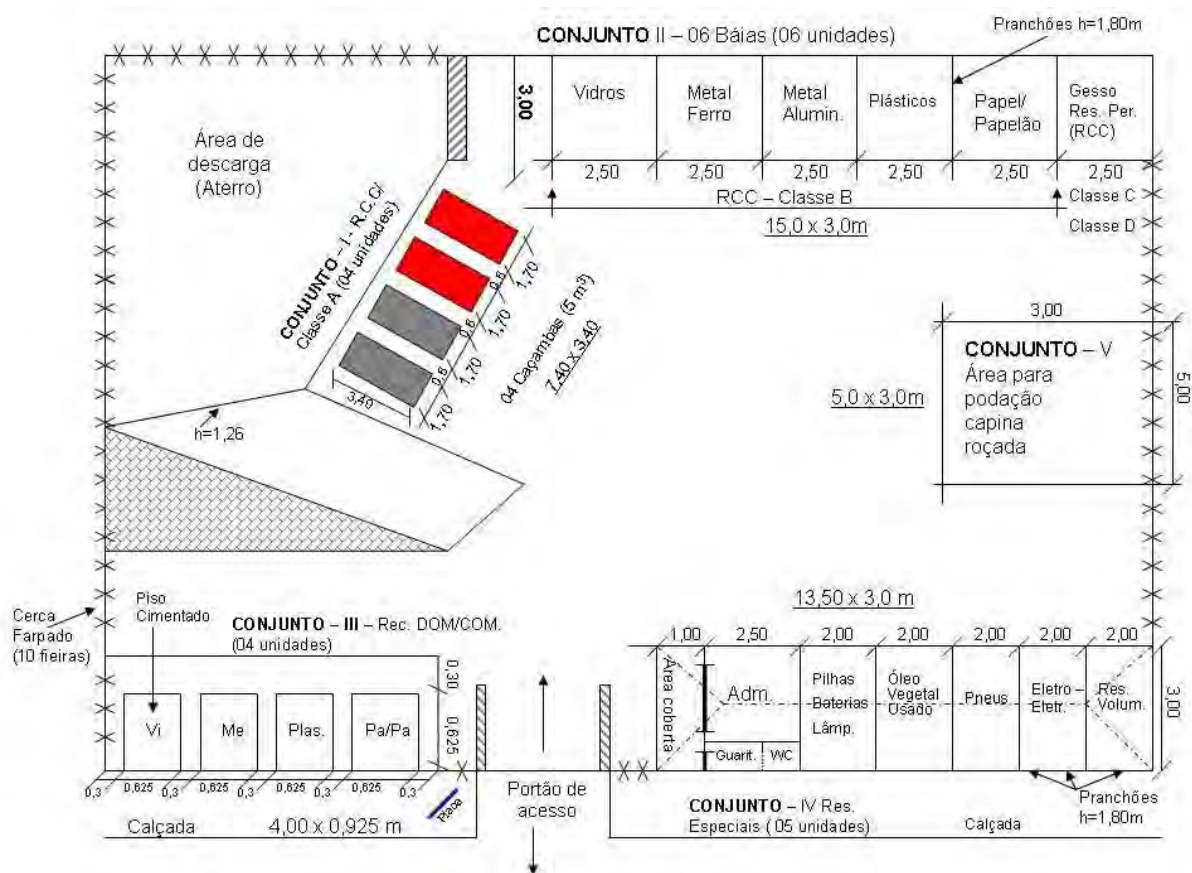 CONJUNTO II – 06 Báias (06 unidades)
Pranchões h=1,80m
3,00
Vidros
Metal
Ferro
Metal
Alumin.
Plásticos
Papel/
Papelão
Gesso
Res. Per.
(RCC)
2,50
2,50
2,50
2,50
2,50
2,50
RCC – Classe B
15,0 x 3,0m
Classe C
Classe D
Área de
descarga
(Aterro)
CONJUNTO – I - R.C.C/
Classe A (04 unidades)
0,6
1,70
0,6
1,70
0,6
1,70
1,70
3,40
04 Caçambas (5 m³)
7,40 x 3,40
h=1,26
3,00
CONJUNTO – V
Área para
podação
capina
roçada
5,0 x 3,0m
5,00
Cerca
Farpado
(10 fieiras)
Piso
Cimentado
CONJUNTO – III – Rec. DOM/COM.
(04 unidades)
0,30
0,625
Vi
Me
Plas.
Pa/Pa
0,3
0,625
0,3
0,625
0,3
0,625
0,3
0,625
0,3
Calçada
4,00 x 0,925 m
Placa
Portão de
acesso
13,50 x 3,0 m
1,00
2,50
2,00
2,00
2,00
2,00
2,00
Área coberta
Adm.
Guarit.
WC
Pilhas
Baterias
Lâmp.
Óleo
Vegetal
Usado
Pneus
Eletro –
Eletr.
Res.
Volum.
3,00
CONJUNTO – IV Res.
Especiais ( 05 unidades)
Calçada
Pranchões
h=1,80m